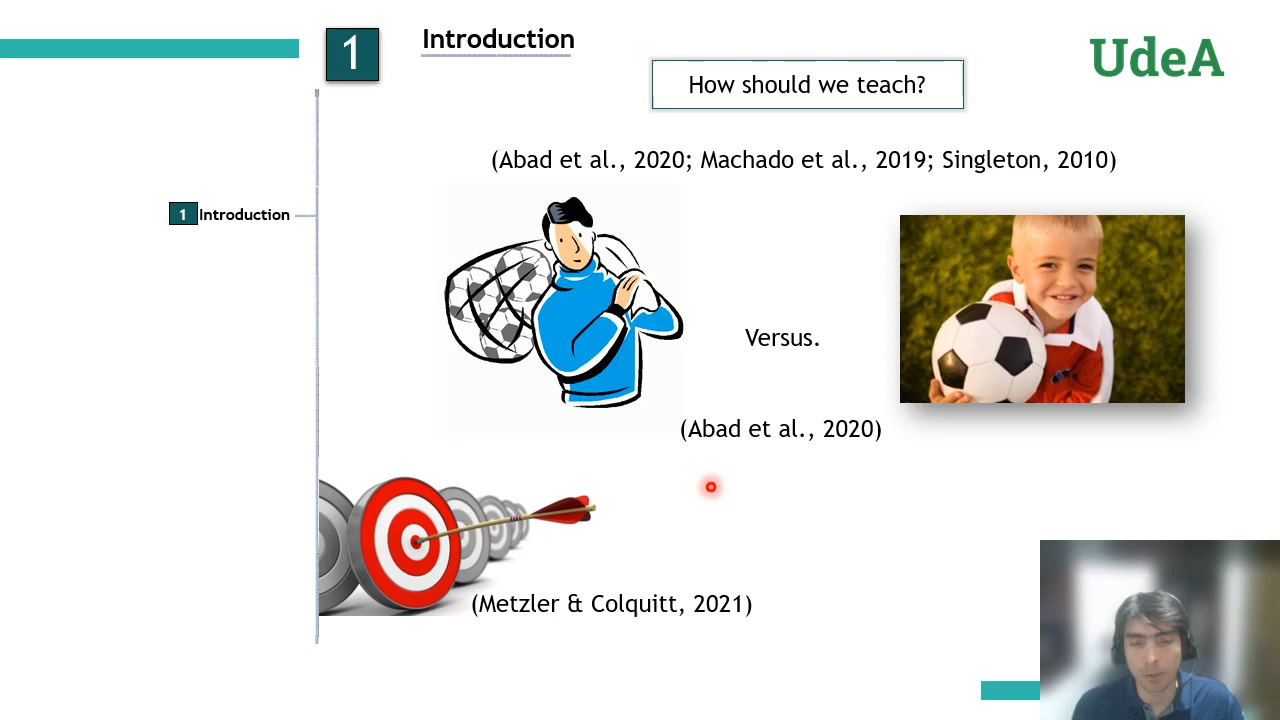 1
Introduction
UdeA
How should we teach?
(Abad et al., 2020; Machado et al., 2019; Singleton, 2010)
1 Introduction
Versus.
(Abad et al., 2020)
(Metzler & Colquitt, 2021)